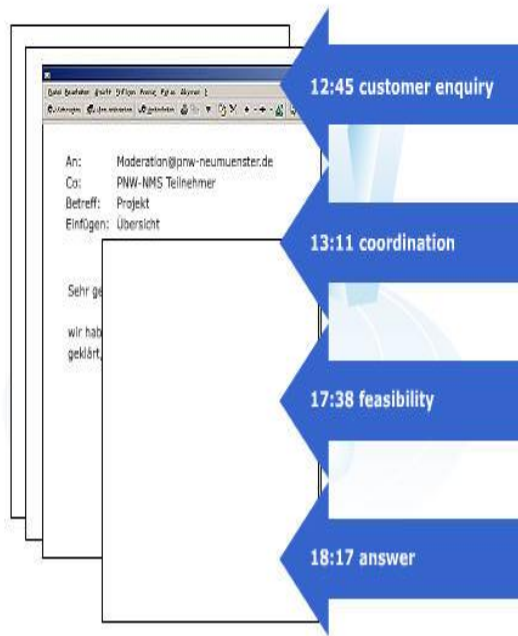 12:45 customer enquiry
An: Moderation@pnw-neumuenster.de
Cc: PNW-NMS Teilnehmer
Betreff: Projekt
Einfügen: Übersicht
13:11 coordination
Sehr ge
wir hab
geklärt,
17:38 feasibility
18:17 answer